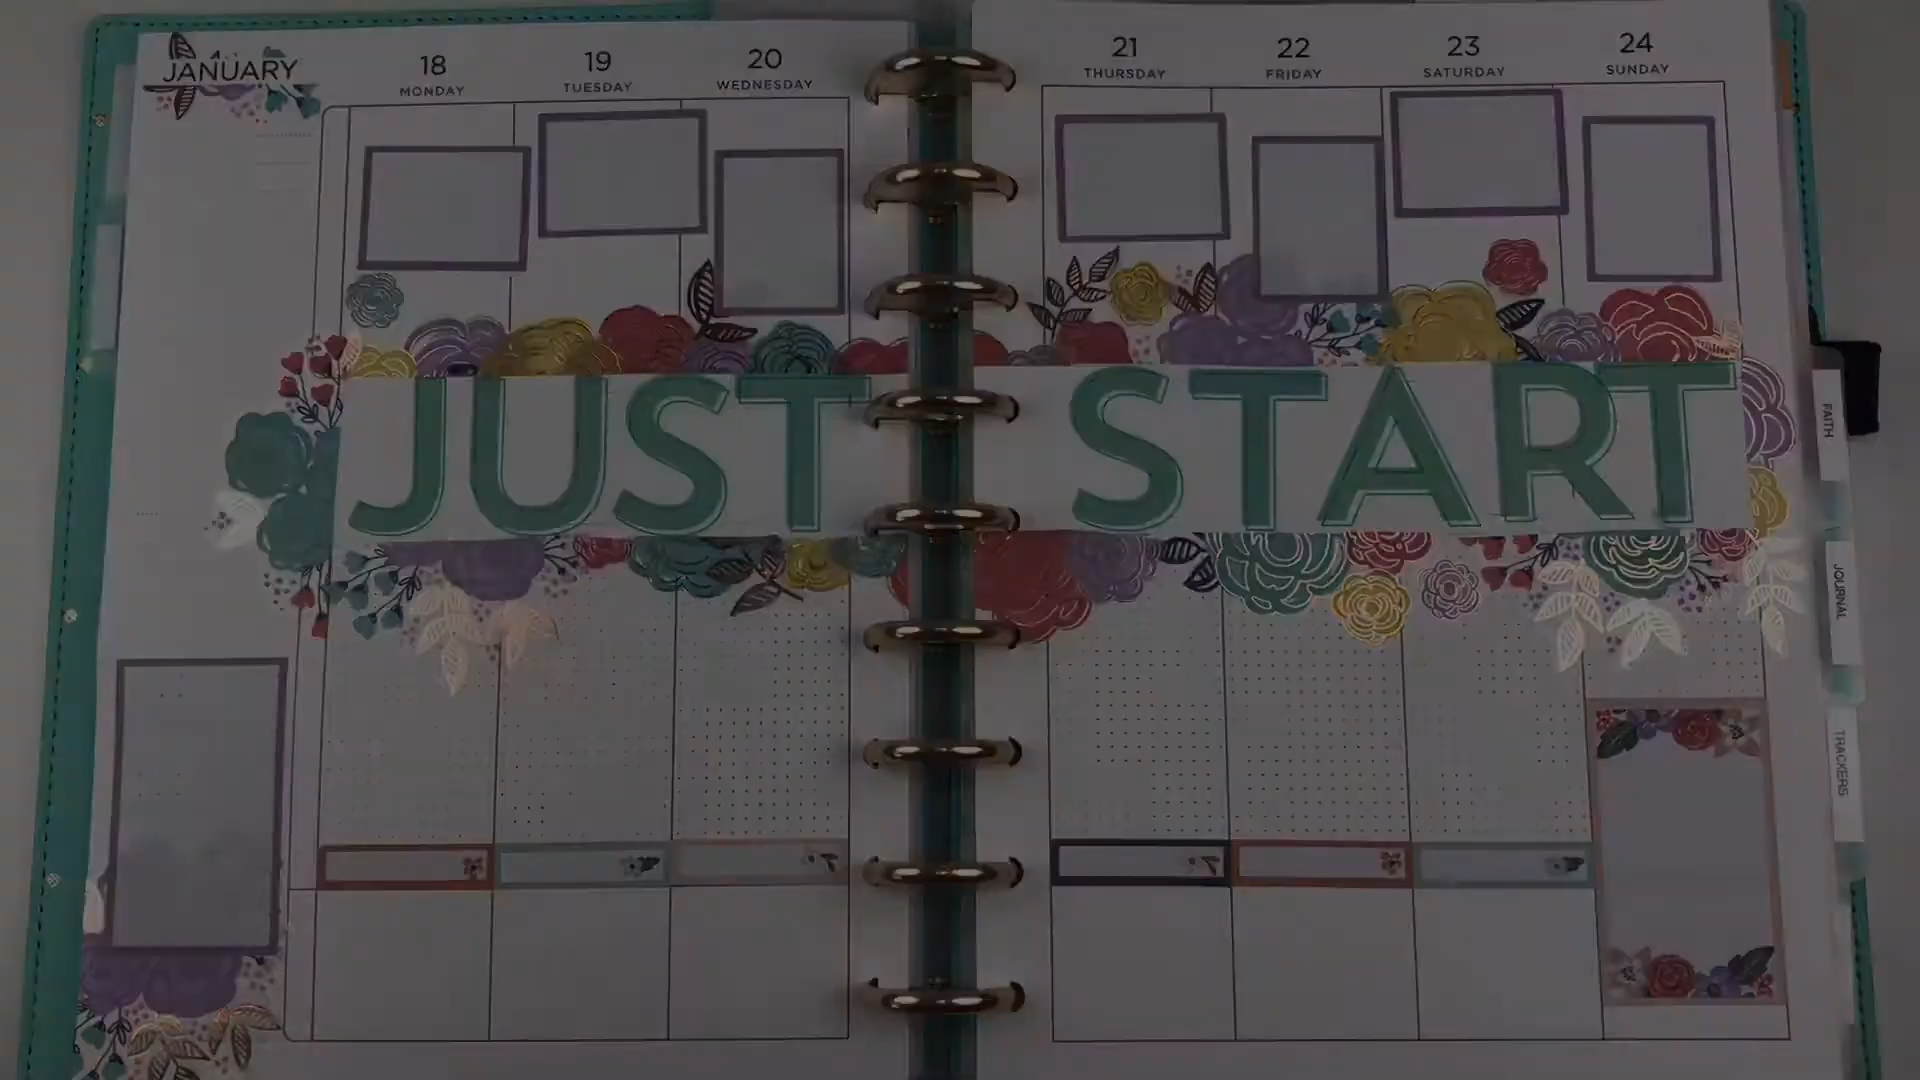 JANUARY
18
MONDAY
19
TUESDAY
20
WEDNESDAY
21
THURSDAY
22
FRIDAY
23
SATURDAY
24
SUNDAY
JUST START
FAITH
JOURNAL
TRACKERS